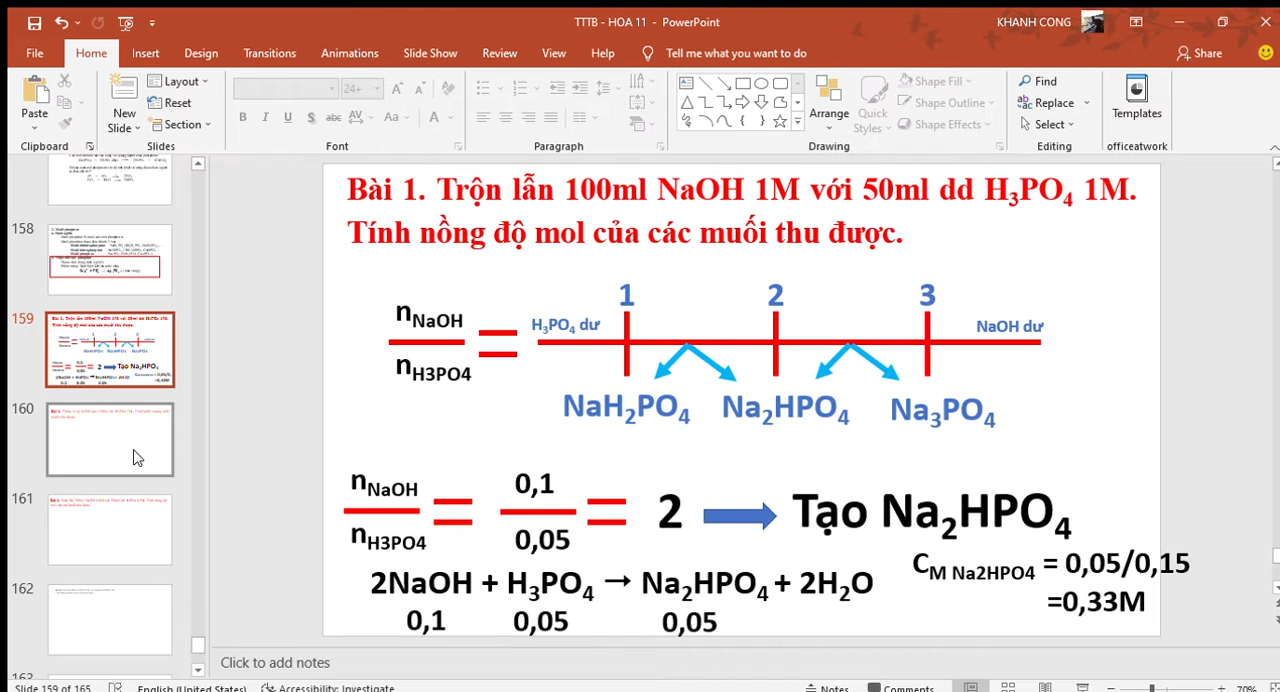 TTTB - HOA 11 - PowerPoint
KHANH CONG
File Home Insert Design Transitions Animations Slide Show Review View Help Tell me what you want to do Share
Paste
New Slide
Layout
Reset
Section
24+
B I U S abc AV Aa A
Arrange
Quick Styles
Shape Fill
Shape Outline
Shape Effects
Find
Replace
Select
Templates
Clipboard Slides Font Paragraph Drawing Editing officeatwork
158
159
160
161
162
Bài 1. Trộn lẫn 100ml NaOH 1M với 50ml dd H₃PO₄ 1M.
Tính nồng độ mol của các muối thu được.
1 2 3
nNaOH
nH3PO4
H₃PO₄ dư
NaOH dư
NaH₂PO₄ Na₂HPO₄ Na₃PO₄
nNaOH
nH3PO4
0,1
0,05
2
Tạo Na₂HPO₄
CM Na2HPO4 = 0,05/0,15
=0,33M
2NaOH + H₃PO₄ → Na₂HPO₄ + 2H₂O
0,1 0,05 0,05
Click to add notes
Slide 159 of 165 English (United States) Accessibility: Investigate Notes Comments 70%